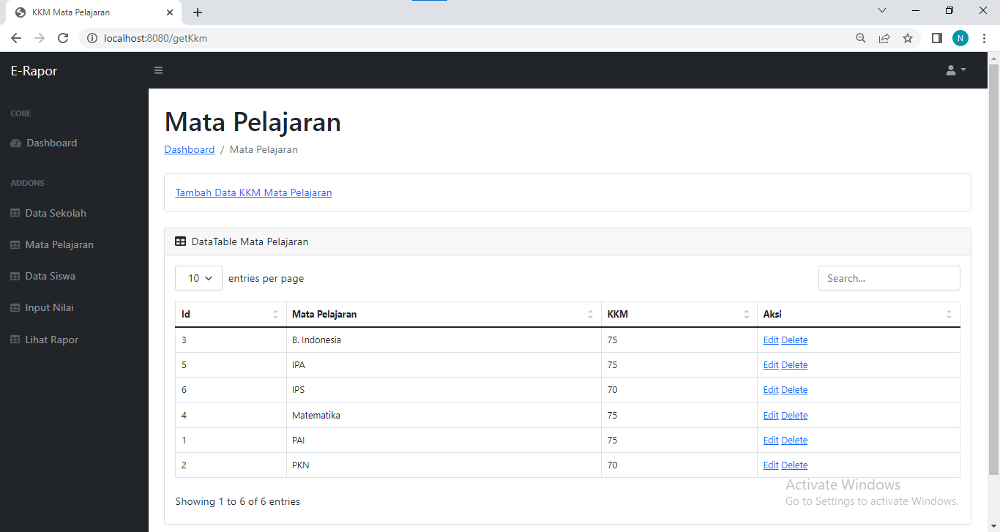 KKM Mata Pelajaran
localhost:8080/getKkm
N
E-Rapor
CORE
Dashboard
ADDONS
Data Sekolah
Mata Pelajaran
Data Siswa
Input Nilai
Lihat Rapor
Mata Pelajaran
Dashboard / Mata Pelajaran
Tambah Data KKM Mata Pelajaran
DataTable Mata Pelajaran
10 entries per page Search...
Id Mata Pelajaran KKM Aksi
3 B. Indonesia 75 Edit Delete
5 IPA 75 Edit Delete
6 IPS 70 Edit Delete
4 Matematika 75 Edit Delete
1 PAI 75 Edit Delete
2 PKN 70 Edit Delete
Showing 1 to 6 of 6 entries
Activate Windows
Go to Settings to activate Windows.